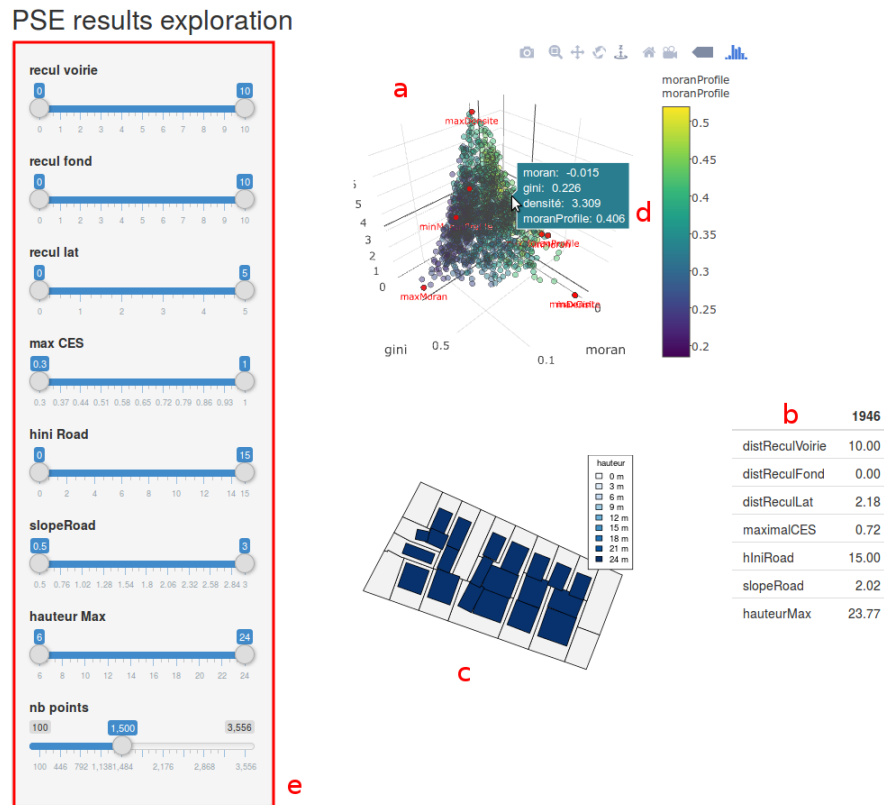 PSE results exploration
recul voirie
0 10
0 1 2 3 4 5 6 7 8 9 10
recul fond
0 10
0 1 2 3 4 5 6 7 8 9 10
recul lat
0 5
0 1 2 3 4 5
max CES
0.3 1
0.3 0.37 0.44 0.51 0.58 0.65 0.72 0.79 0.86 0.93 1
hini Road
0 15
0 2 4 6 8 10 12 14 15
slopeRoad
0.5 3
0.5 0.76 1.02 1.28 1.54 1.8 2.06 2.32 2.58 2.84 3
hauteur Max
6 24
6 8 10 12 14 16 18 20 22 24
nb points
100 1,500 3,556
100 446 792 1,138 1,484 2,176 2,868 3,556
e
a
moranProfile
moranProfile
0.5
0.45
0.4
0.35
0.3
0.25
0.2
maxDensite
moran: -0.015
gini: 0.226
densité: 3.309
moranProfile: 0.406
d
5
5
4
3
2
1
0
maxMoran
0
gini
0.5
0.1
moran
hauteur
0 m
3 m
6 m
9 m
12 m
15 m
18 m
21 m
24 m
c
b
1946
distReculVoirie 10.00
distReculFond 0.00
distReculLat 2.18
maximalCES 0.72
hIniRoad 15.00
slopeRoad 2.02
hauteurMax 23.77